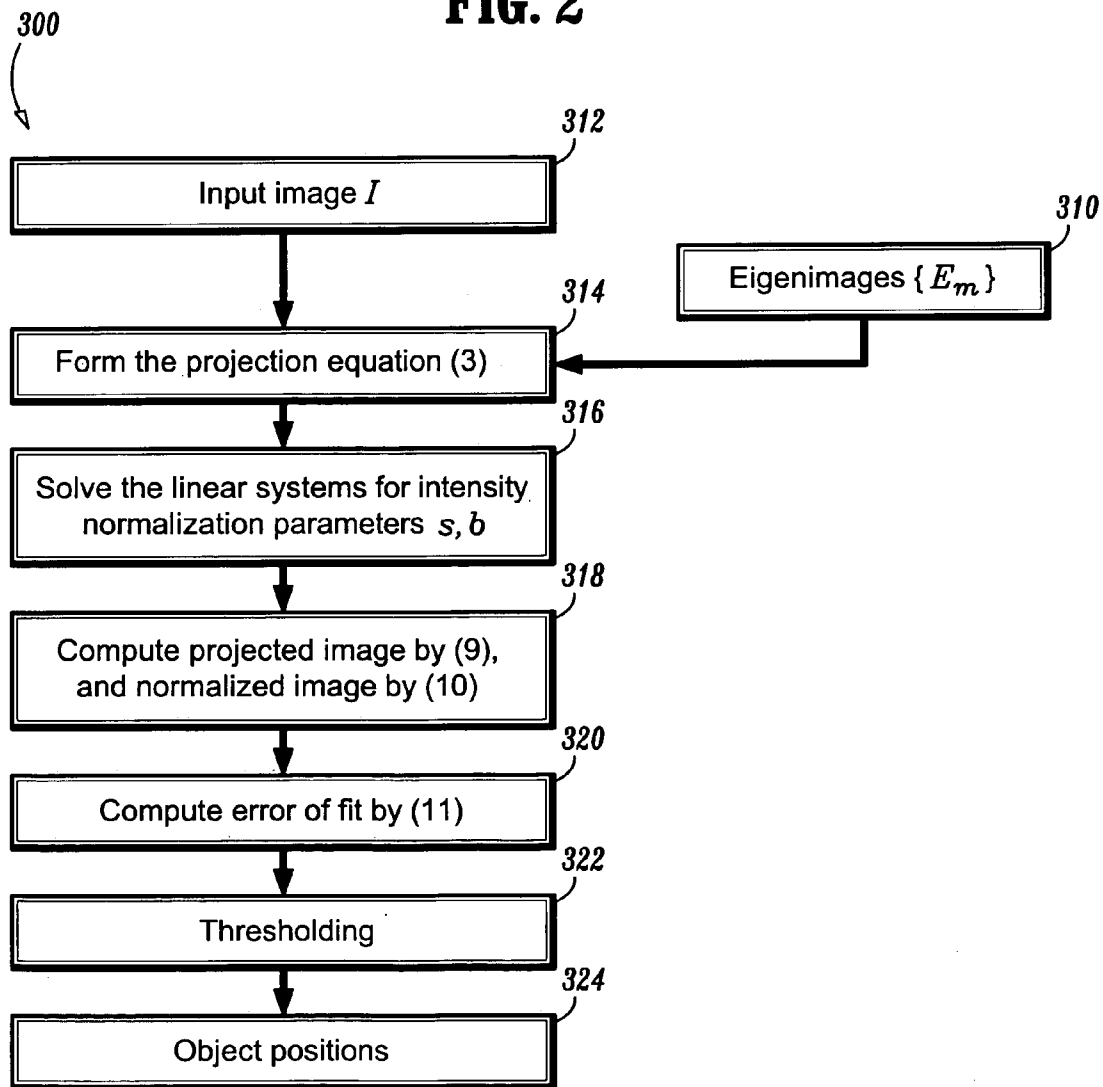 FIG. 2
300
312
Input image I
310
Eigenimages { E_m }
314
Form the projection equation (3)
316
Solve the linear systems for intensity
normalization parameters s, b
318
Compute projected image by (9),
and normalized image by (10)
320
Compute error of fit by (11)
322
Thresholding
324
Object positions